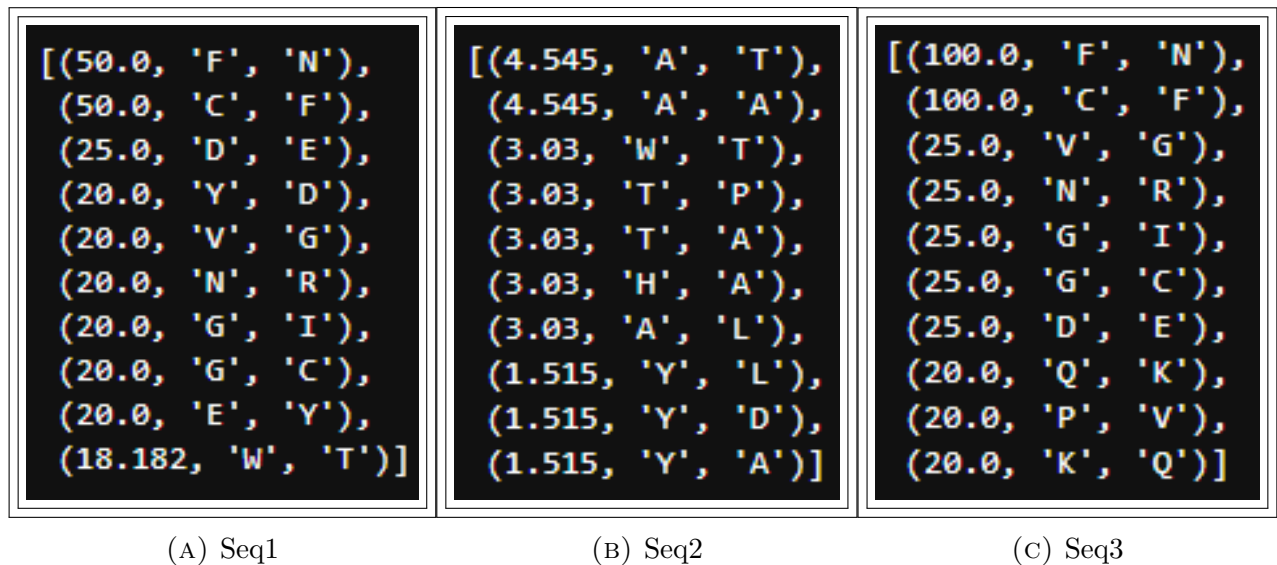 [(50.0, 'F', 'N'),
(50.0, 'C', 'F'),
(25.0, 'D', 'E'),
(20.0, 'Y', 'D'),
(20.0, 'V', 'G'),
(20.0, 'N', 'R'),
(20.0, 'G', 'I'),
(20.0, 'G', 'C'),
(20.0, 'E', 'Y'),
(18.182, 'W', 'T')]
(A) Seq1
[(4.545, 'A', 'T'),
(4.545, 'A', 'A'),
(3.03, 'W', 'T'),
(3.03, 'T', 'P'),
(3.03, 'T', 'A'),
(3.03, 'H', 'A'),
(3.03, 'A', 'L'),
(1.515, 'Y', 'L'),
(1.515, 'Y', 'D'),
(1.515, 'Y', 'A')]
(B) Seq2
[(100.0, 'F', 'N'),
(100.0, 'C', 'F'),
(25.0, 'V', 'G'),
(25.0, 'N', 'R'),
(25.0, 'G', 'I'),
(25.0, 'G', 'C'),
(25.0, 'D', 'E'),
(20.0, 'Q', 'K'),
(20.0, 'P', 'V'),
(20.0, 'K', 'Q')]
(C) Seq3